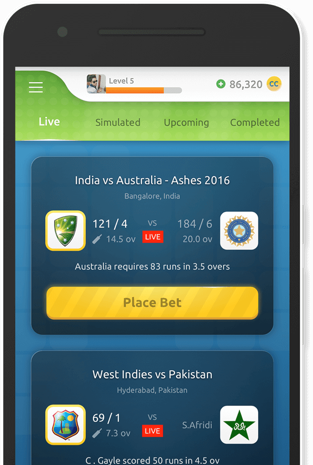 Level 5
86,320 CC
Live Simulated Upcoming Completed
India vs Australia - Ashes 2016
Bangalore, India
121 / 4 VS 184 / 6
14.5 ov LIVE 20.0 ov
Australia requires 83 runs in 3.5 overs
Place Bet
West Indies vs Pakistan
Hyderabad, Pakistan
69 / 1 VS S.Afridi
7.3 ov LIVE
C . Gayle scored 50 runs in 4.5 ov